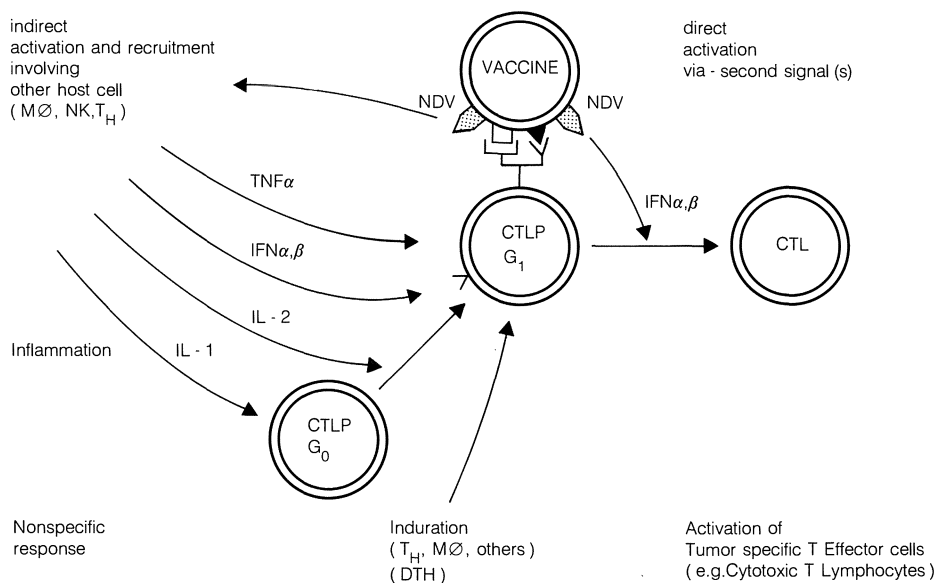 indirect
activation and recruitment
involving
other host cell
( MØ, NK,T_H )
direct
activation
via - second signal (s)
VACCINE
NDV
NDV
TNFα
IFNα,β
IFNα,β
CTLP
G₁
CTL
IL - 2
Inflammation
IL - 1
CTLP
G₀
Nonspecific
response
Induration
( T_H, MØ, others )
( DTH )
Activation of
Tumor specific T Effector cells
( e.g.Cytotoxic T Lymphocytes )